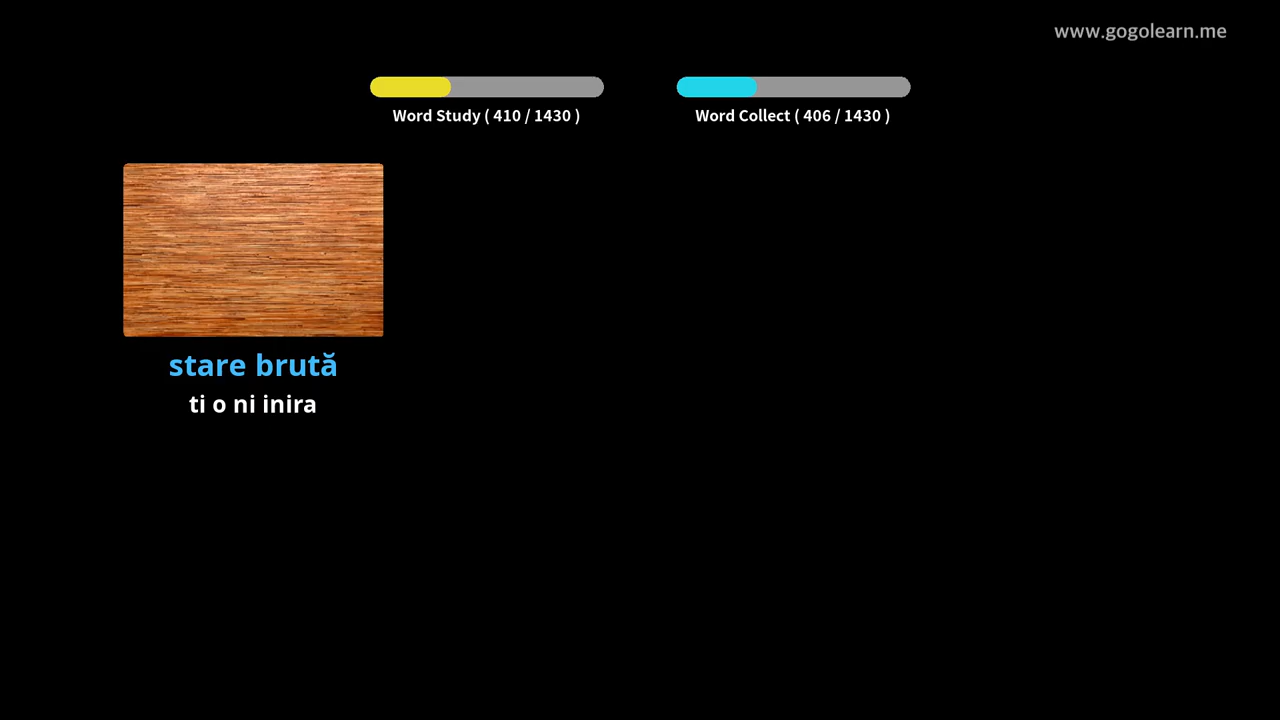 www.gogolearn.me
Word Study ( 410 / 1430 )
Word Collect ( 406 / 1430 )
stare brută
ti o ni inira